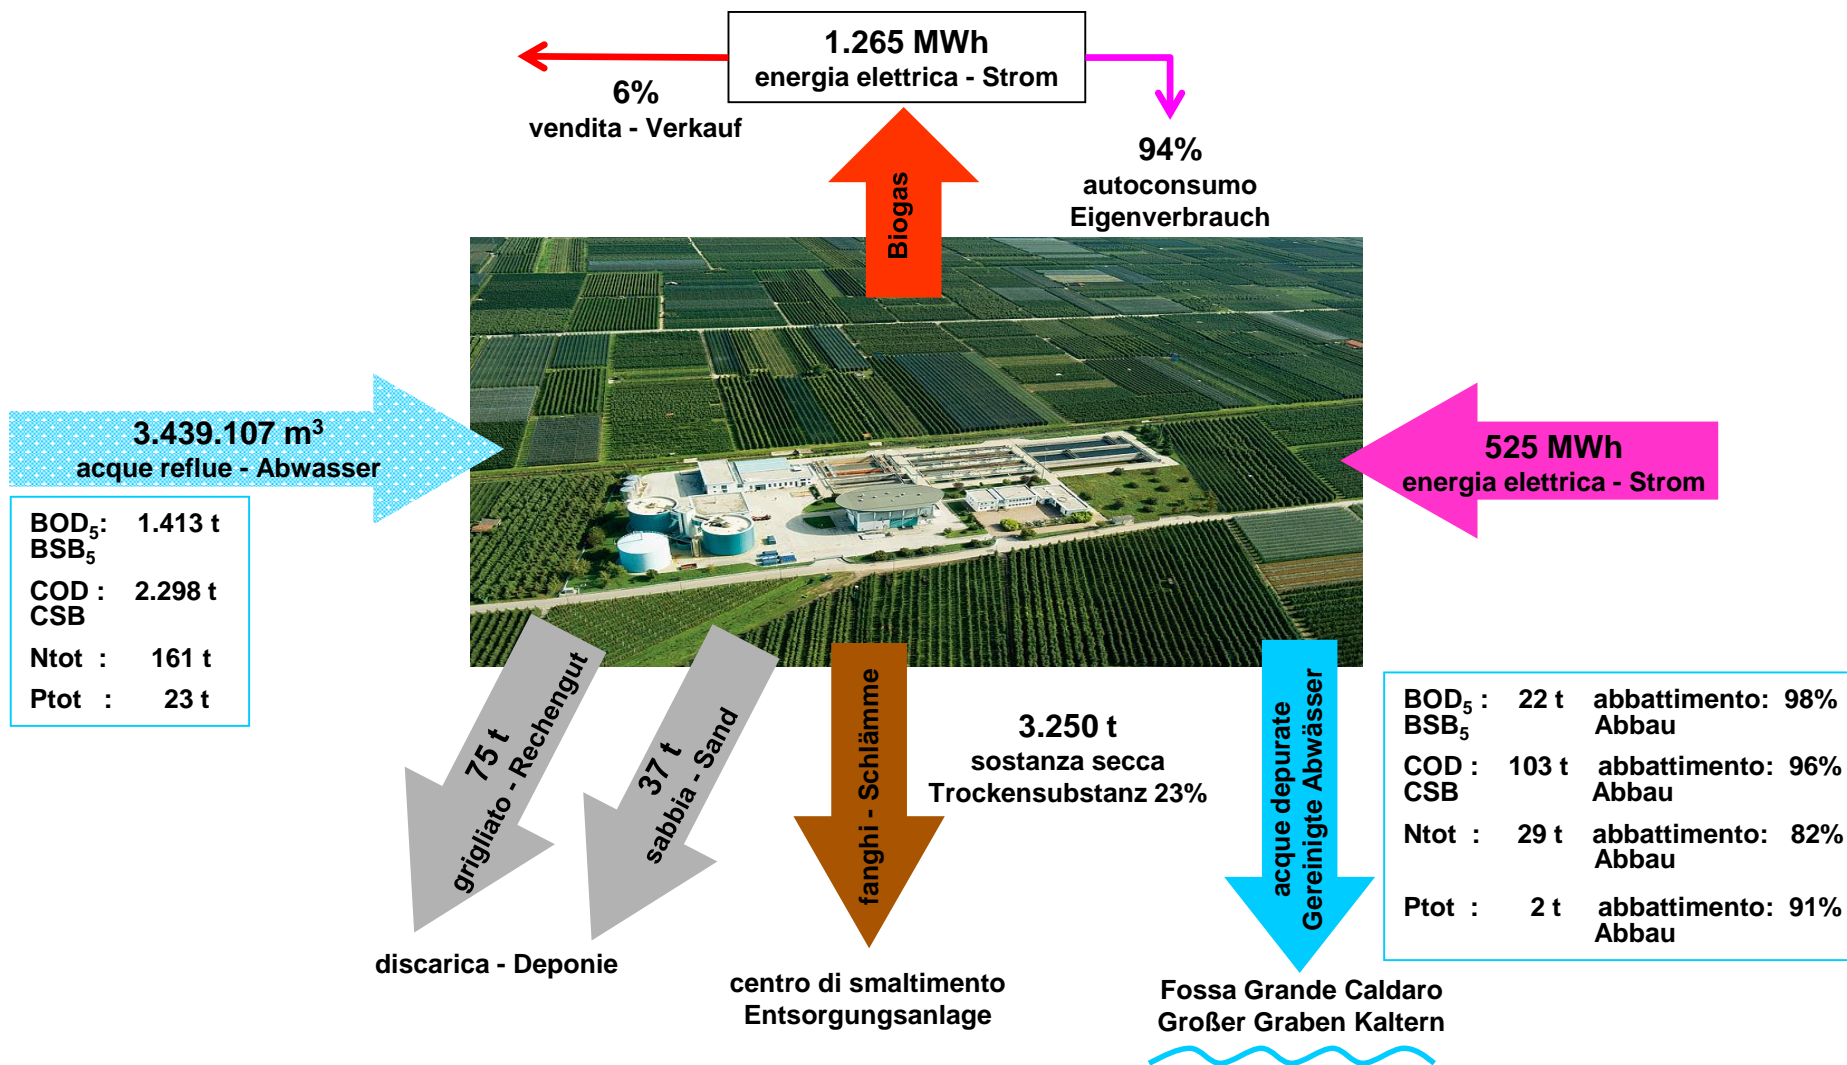 1.265 MWh
energia elettrica - Strom
6%
vendita - Verkauf
94%
autoconsumo
Eigenverbrauch
Biogas
3.439.107 m³
acque reflue - Abwasser
525 MWh
energia elettrica - Strom
BOD₅: 1.413 t
BSB₅
COD : 2.298 t
CSB
Ntot : 161 t
Ptot : 23 t
75 t
grigliato - Rechengut
37 t
sabbia - Sand
discarica - Deponie
fanghi - Schlämme
3.250 t
sostanza secca
Trockensubstanz 23%
centro di smaltimento
Entsorgungsanlage
acque depurate
Gereinigte Abwässer
Fossa Grande Caldaro
Großer Graben Kaltern
BOD₅ : 22 t abbattimento: 98%
BSB₅ Abbau
COD : 103 t abbattimento: 96%
CSB Abbau
Ntot : 29 t abbattimento: 82%
Abbau
Ptot : 2 t abbattimento: 91%
Abbau